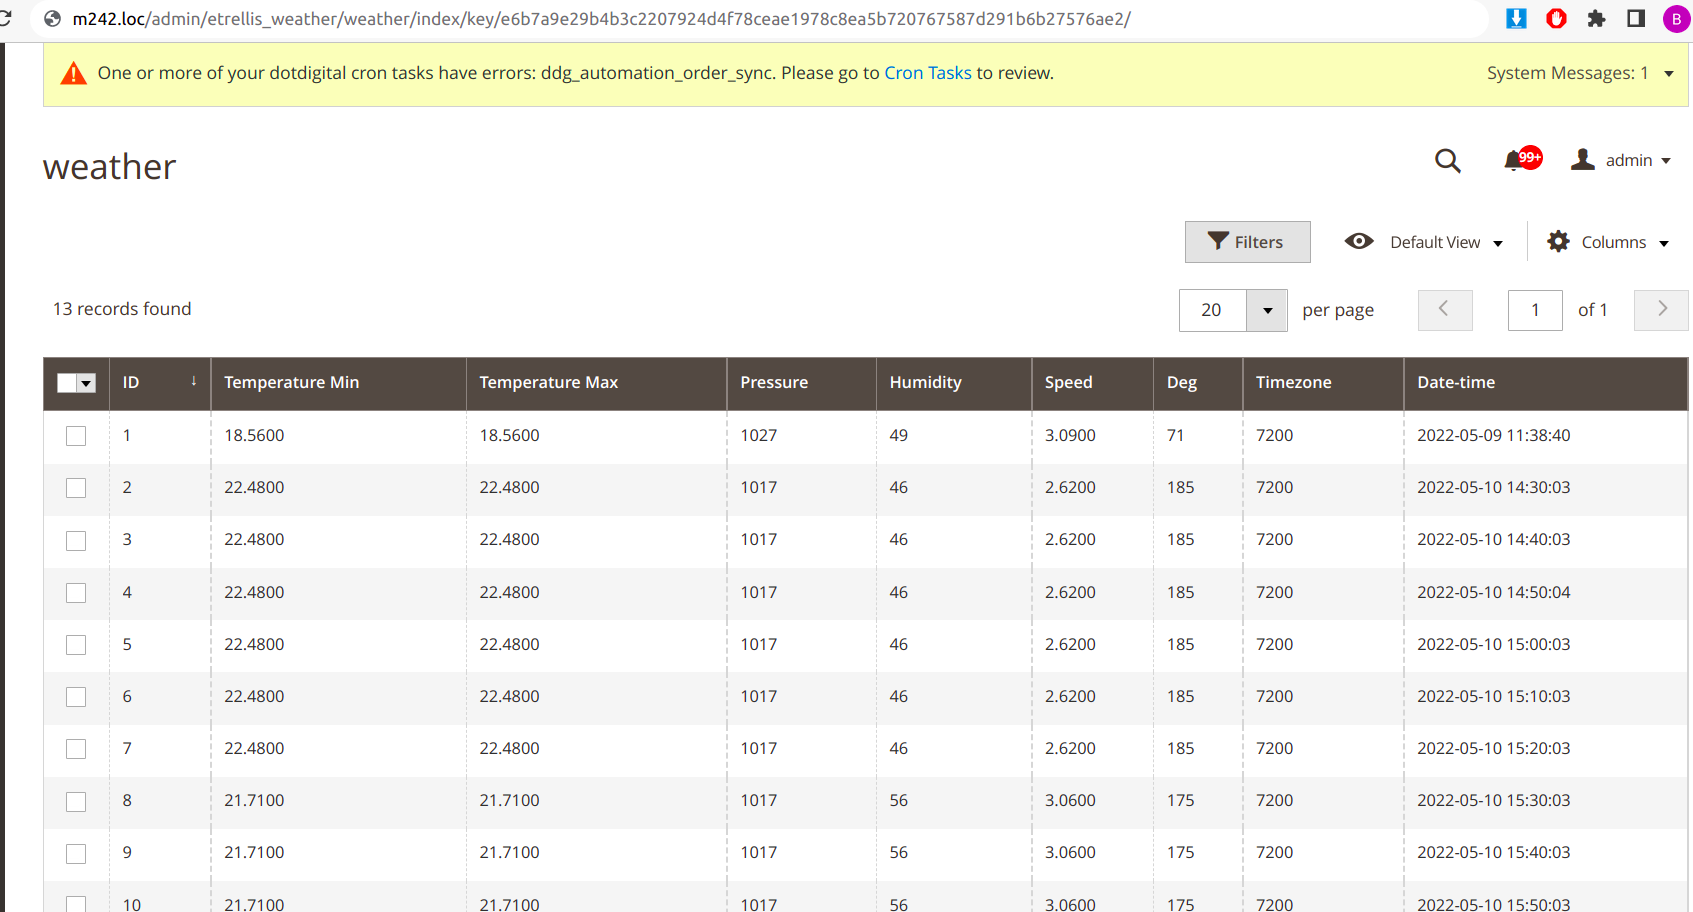 m242.loc/admin/etrellis_weather/weather/index/key/e6b7a9e29b4b3c2207924d4f78ceae1978c8ea5b720767587d291b6b27576ae2/
B
One or more of your dotdigital cron tasks have errors: ddg_automation_order_sync. Please go to Cron Tasks to review. System Messages: 1
weather 99+ admin
Filters Default View Columns
13 records found 20 per page 1 of 1
ID ↓ Temperature Min Temperature Max Pressure Humidity Speed Deg Timezone Date-time
1 18.5600 18.5600 1027 49 3.0900 71 7200 2022-05-09 11:38:40
2 22.4800 22.4800 1017 46 2.6200 185 7200 2022-05-10 14:30:03
3 22.4800 22.4800 1017 46 2.6200 185 7200 2022-05-10 14:40:03
4 22.4800 22.4800 1017 46 2.6200 185 7200 2022-05-10 14:50:04
5 22.4800 22.4800 1017 46 2.6200 185 7200 2022-05-10 15:00:03
6 22.4800 22.4800 1017 46 2.6200 185 7200 2022-05-10 15:10:03
7 22.4800 22.4800 1017 46 2.6200 185 7200 2022-05-10 15:20:03
8 21.7100 21.7100 1017 56 3.0600 175 7200 2022-05-10 15:30:03
9 21.7100 21.7100 1017 56 3.0600 175 7200 2022-05-10 15:40:03
10 21.7100 21.7100 1017 56 3.0600 175 7200 2022-05-10 15:50:03